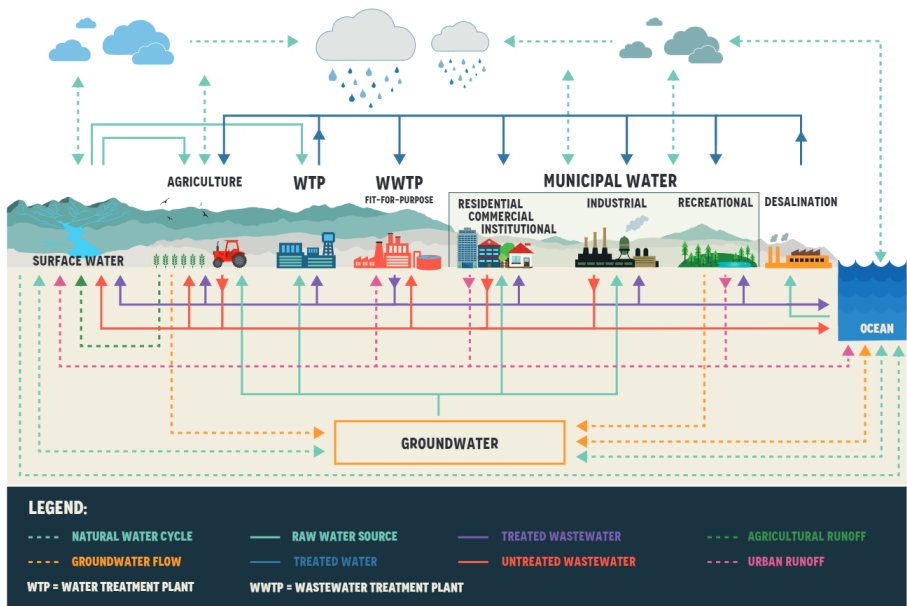 AGRICULTURE
WTP
WWTP
FIT-FOR-PURPOSE
MUNICIPAL WATER
RESIDENTIAL
COMMERCIAL
INSTITUTIONAL
INDUSTRIAL
RECREATIONAL
DESALINATION
SURFACE WATER
OCEAN
GROUNDWATER
LEGEND:
NATURAL WATER CYCLE
RAW WATER SOURCE
TREATED WASTEWATER
AGRICULTURAL RUNOFF
GROUNDWATER FLOW
TREATED WATER
UNTREATED WASTEWATER
URBAN RUNOFF
WTP = WATER TREATMENT PLANT
WWTP = WASTEWATER TREATMENT PLANT